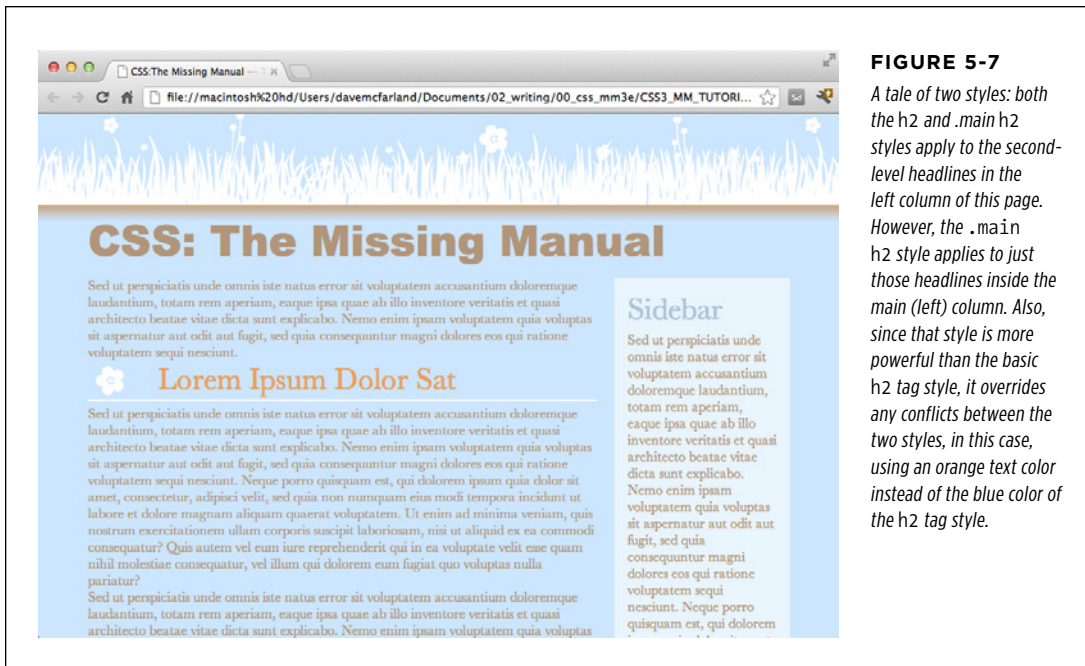 CSS:The Missing Manual — T
file://macintosh%20hd/Users/davemcfarland/Documents/02_writing/00_css_mm3e/CSS3_MM_TUTORI...
Sd
CSS: The Missing Manual
Sed ut perspiciatis unde omnis iste natus error sit voluptatem accusantium doloremque
laudantium, totam rem aperiam, eaque ipsa quae ab illo inventore veritatis et quasi
architecto beatae vitae dicta sunt explicabo. Nemo enim ipsam voluptatem quia voluptas
sit aspernatur aut odit aut fugit, sed quia consequuntur magni dolores eos qui ratione
voluptatem sequi nesciunt.
Lorem Ipsum Dolor Sat
Sed ut perspiciatis unde omnis iste natus error sit voluptatem accusantium doloremque
laudantium, totam rem aperiam, eaque ipsa quae ab illo inventore veritatis et quasi
architecto beatae vitae dicta sunt explicabo. Nemo enim ipsam voluptatem quia voluptas
sit aspernatur aut odit aut fugit, sed quia consequuntur magni dolores eos qui ratione
voluptatem sequi nesciunt. Neque porro quisquam est, qui dolorem ipsum quia dolor sit
amet, consectetur, adipisci velit, sed quia non numquam eius modi tempora incidunt ut
labore et dolore magnam aliquam quaerat voluptatem. Ut enim ad minima veniam, quis
nostrum exercitationem ullam corporis suscipit laboriosam, nisi ut aliquid ex ea commodi
consequatur? Quis autem vel eum iure reprehenderit qui in ea voluptate velit esse quam
nihil molestiae consequatur, vel illum qui dolorem eum fugiat quo voluptas nulla
pariatur?
Sed ut perspiciatis unde omnis iste natus error sit voluptatem accusantium doloremque
laudantium, totam rem aperiam, eaque ipsa quae ab illo inventore veritatis et quasi
architecto beatae vitae dicta sunt explicabo. Nemo enim ipsam voluptatem quia voluptas
Sidebar
Sed ut perspiciatis unde
omnis iste natus error sit
voluptatem accusantium
doloremque laudantium,
totam rem aperiam,
eaque ipsa quae ab illo
inventore veritatis et quasi
architecto beatae vitae
dicta sunt explicabo.
Nemo enim ipsam
voluptatem quia voluptas
sit aspernatur aut odit aut
fugit, sed quia
consequuntur magni
dolores eos qui ratione
voluptatem sequi
nesciunt. Neque porro
quisquam est, qui dolorem
FIGURE 5-7
A tale of two styles: both
the h2 and .main h2
styles apply to the second-
level headlines in the
left column of this page.
However, the .main
h2 style applies to just
those headlines inside the
main (left) column. Also,
since that style is more
powerful than the basic
h2 tag style, it overrides
any conflicts between the
two styles, in this case,
using an orange text color
instead of the blue color of
the h2 tag style.